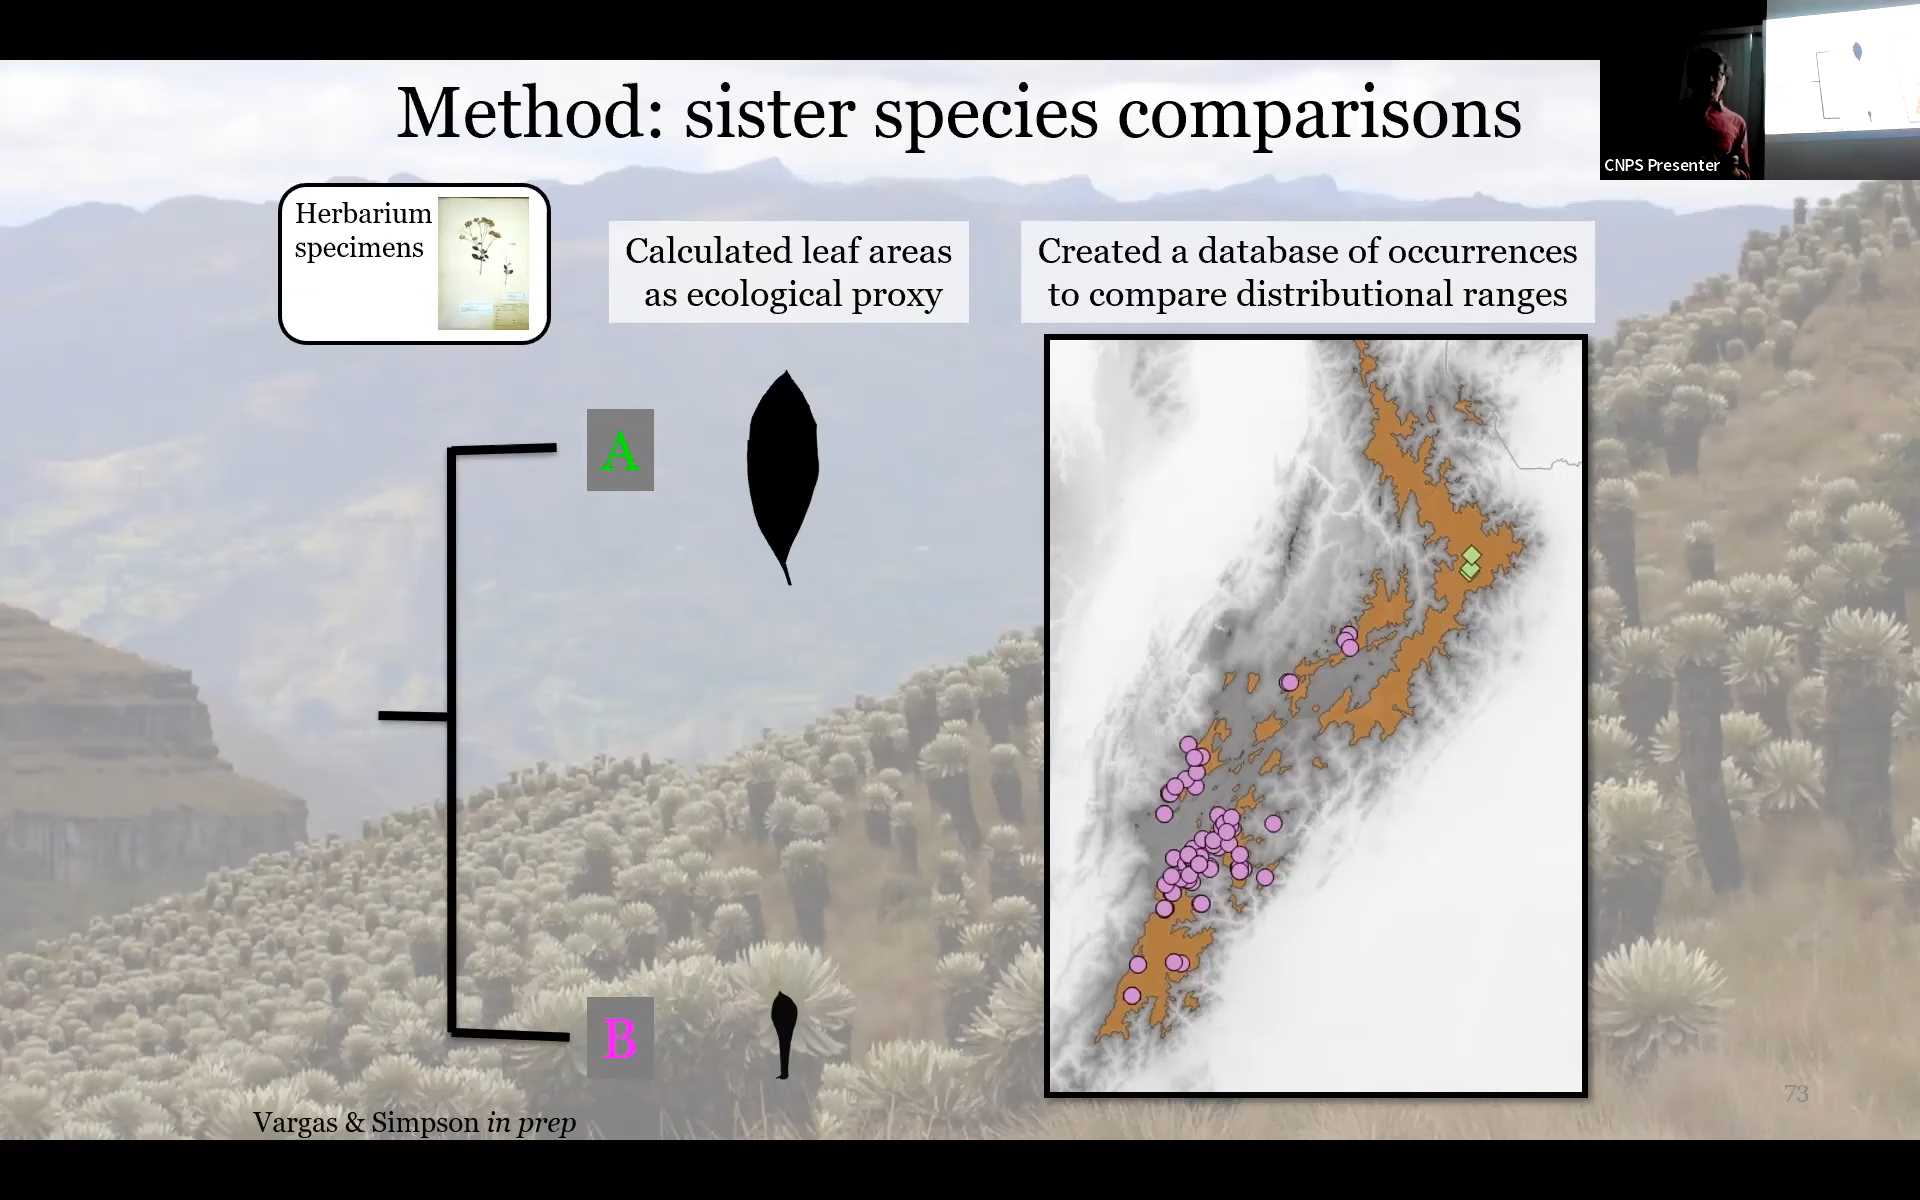 Method: sister species comparisons
CNPS Presenter
Herbarium
specimens
Calculated leaf areas
as ecological proxy
Created a database of occurrences
to compare distributional ranges
A
B
Vargas & Simpson in prep
73